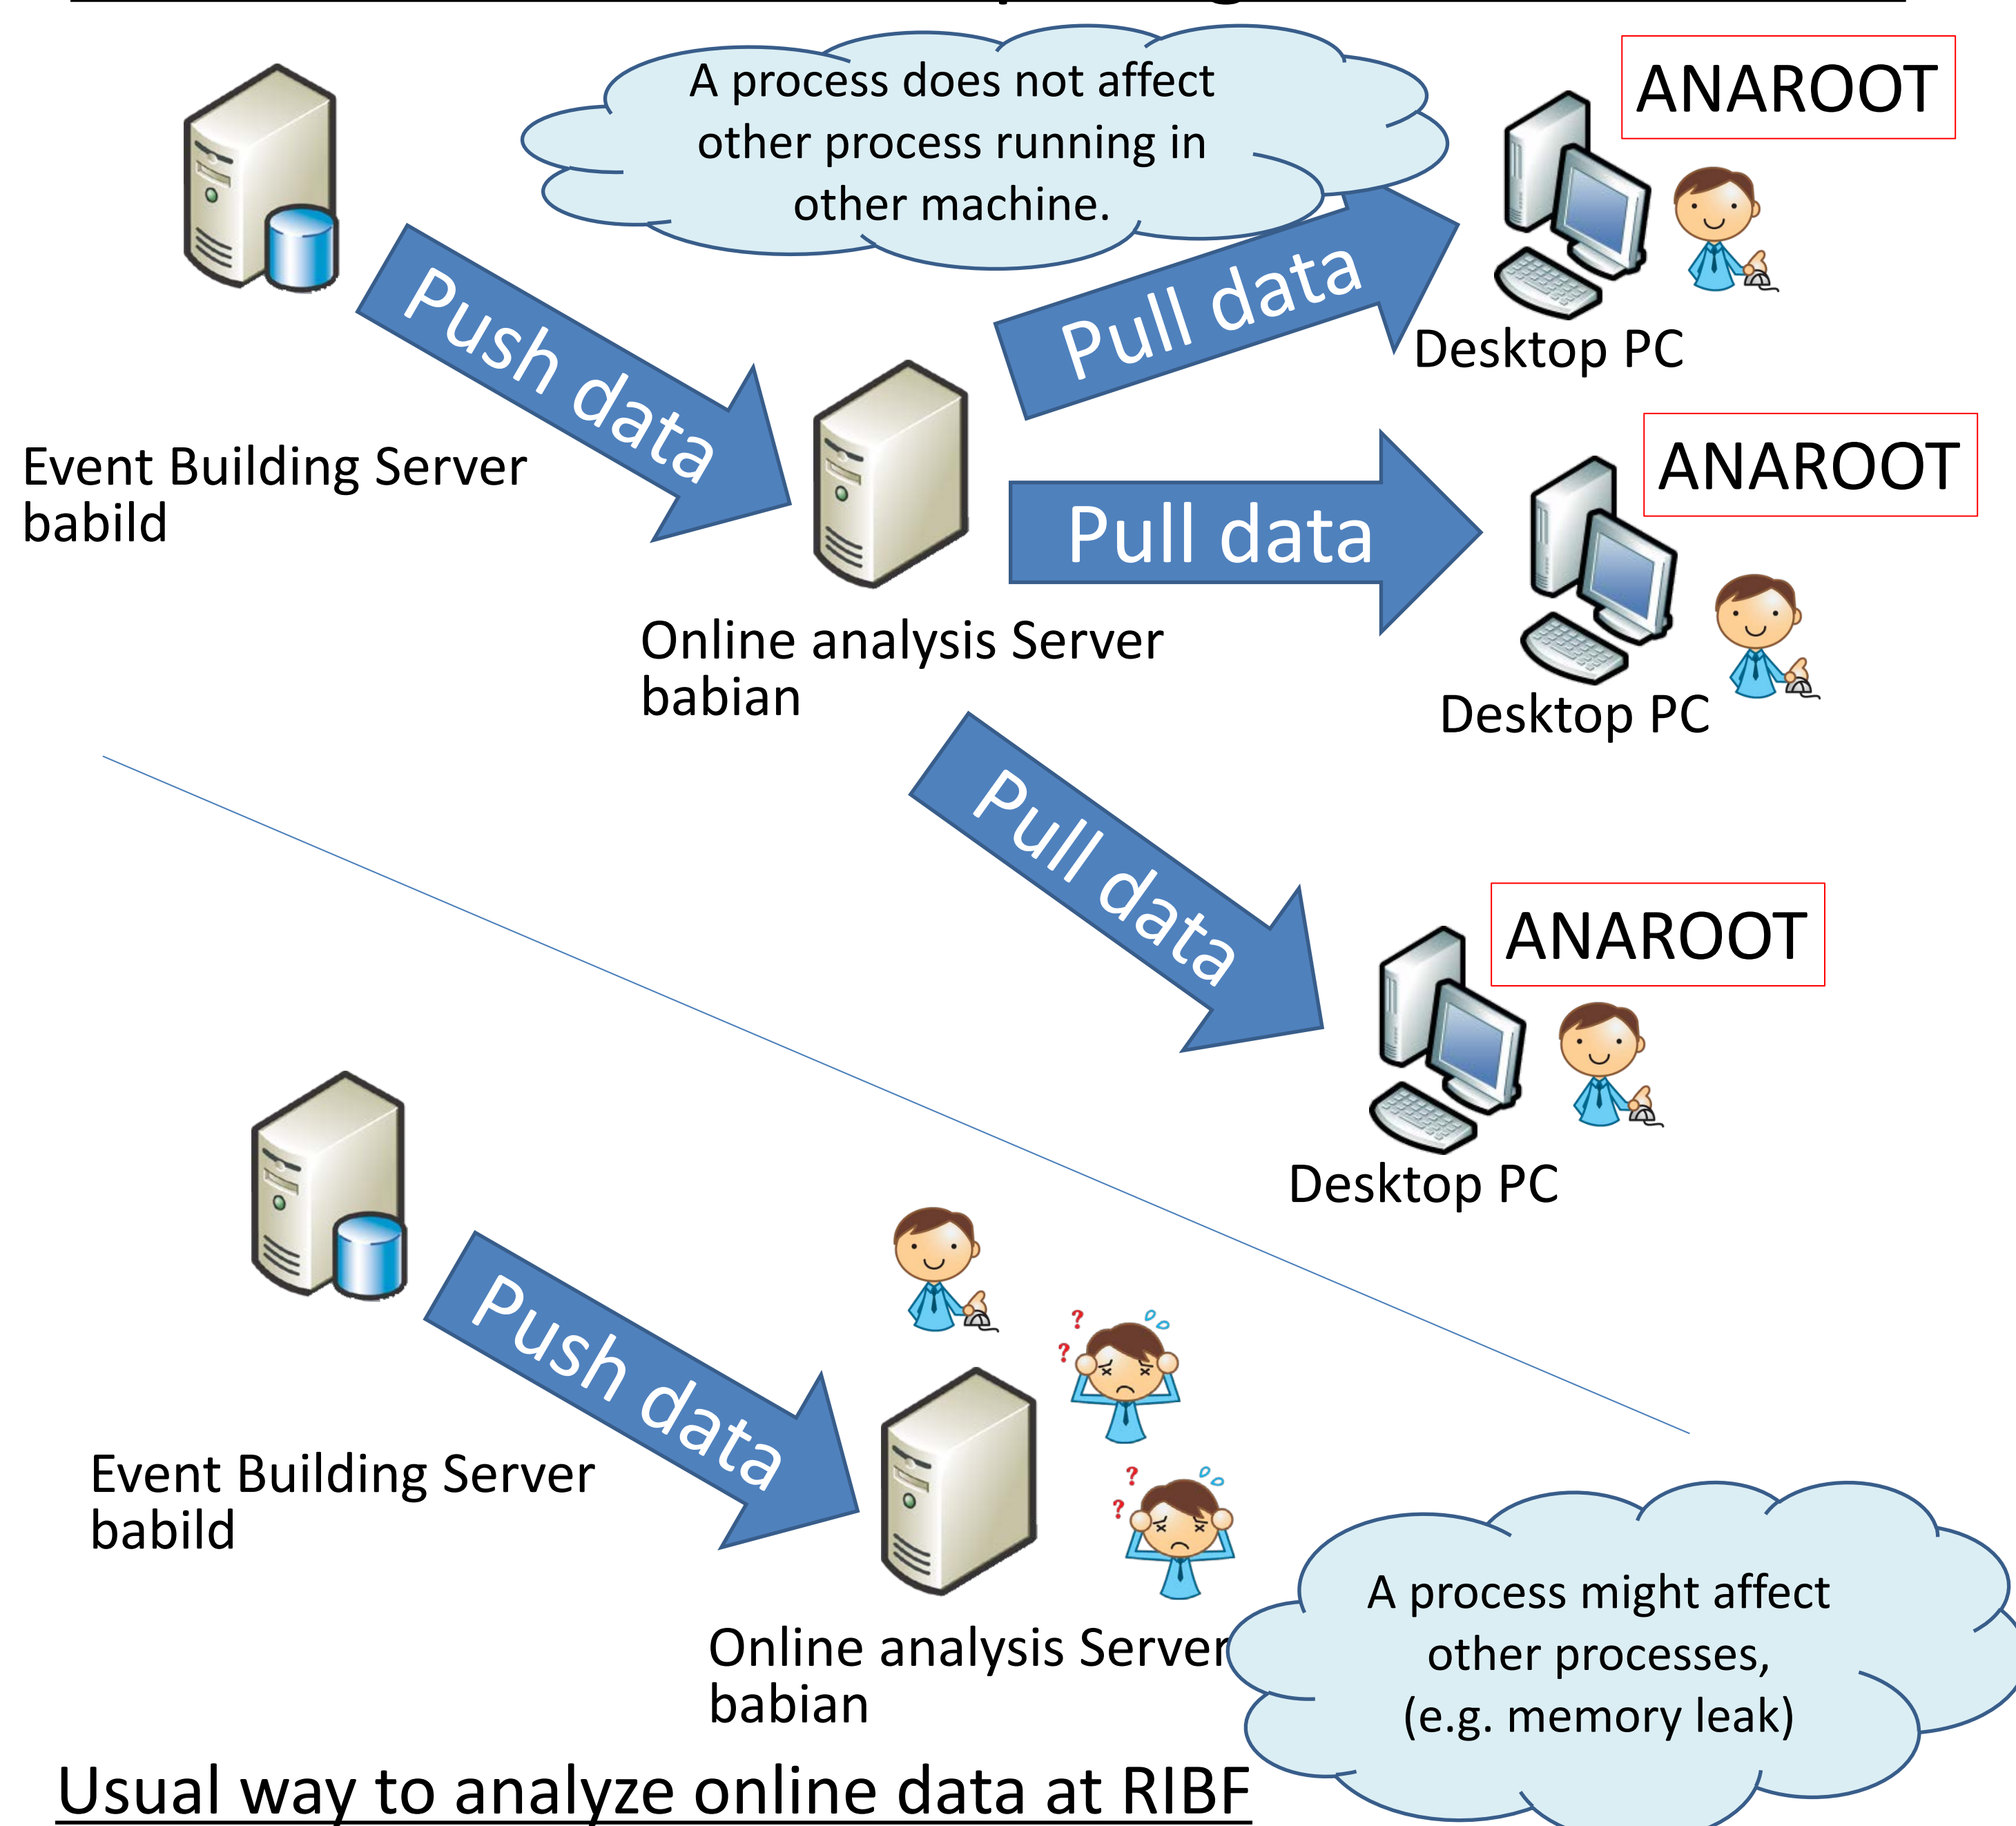 A process does not affect
other process running in
other machine.
ANAROOT
Push data
Pull data
Desktop PC
Event Building Server
babild
Pull data
ANAROOT
Online analysis Server
babian
Desktop PC
Pull data
ANAROOT
Desktop PC
Push data
Event Building Server
babild
? ?
? ?
Online analysis Server
babian
A process might affect
other processes,
(e.g. memory leak)
Usual way to analyze online data at RIBF